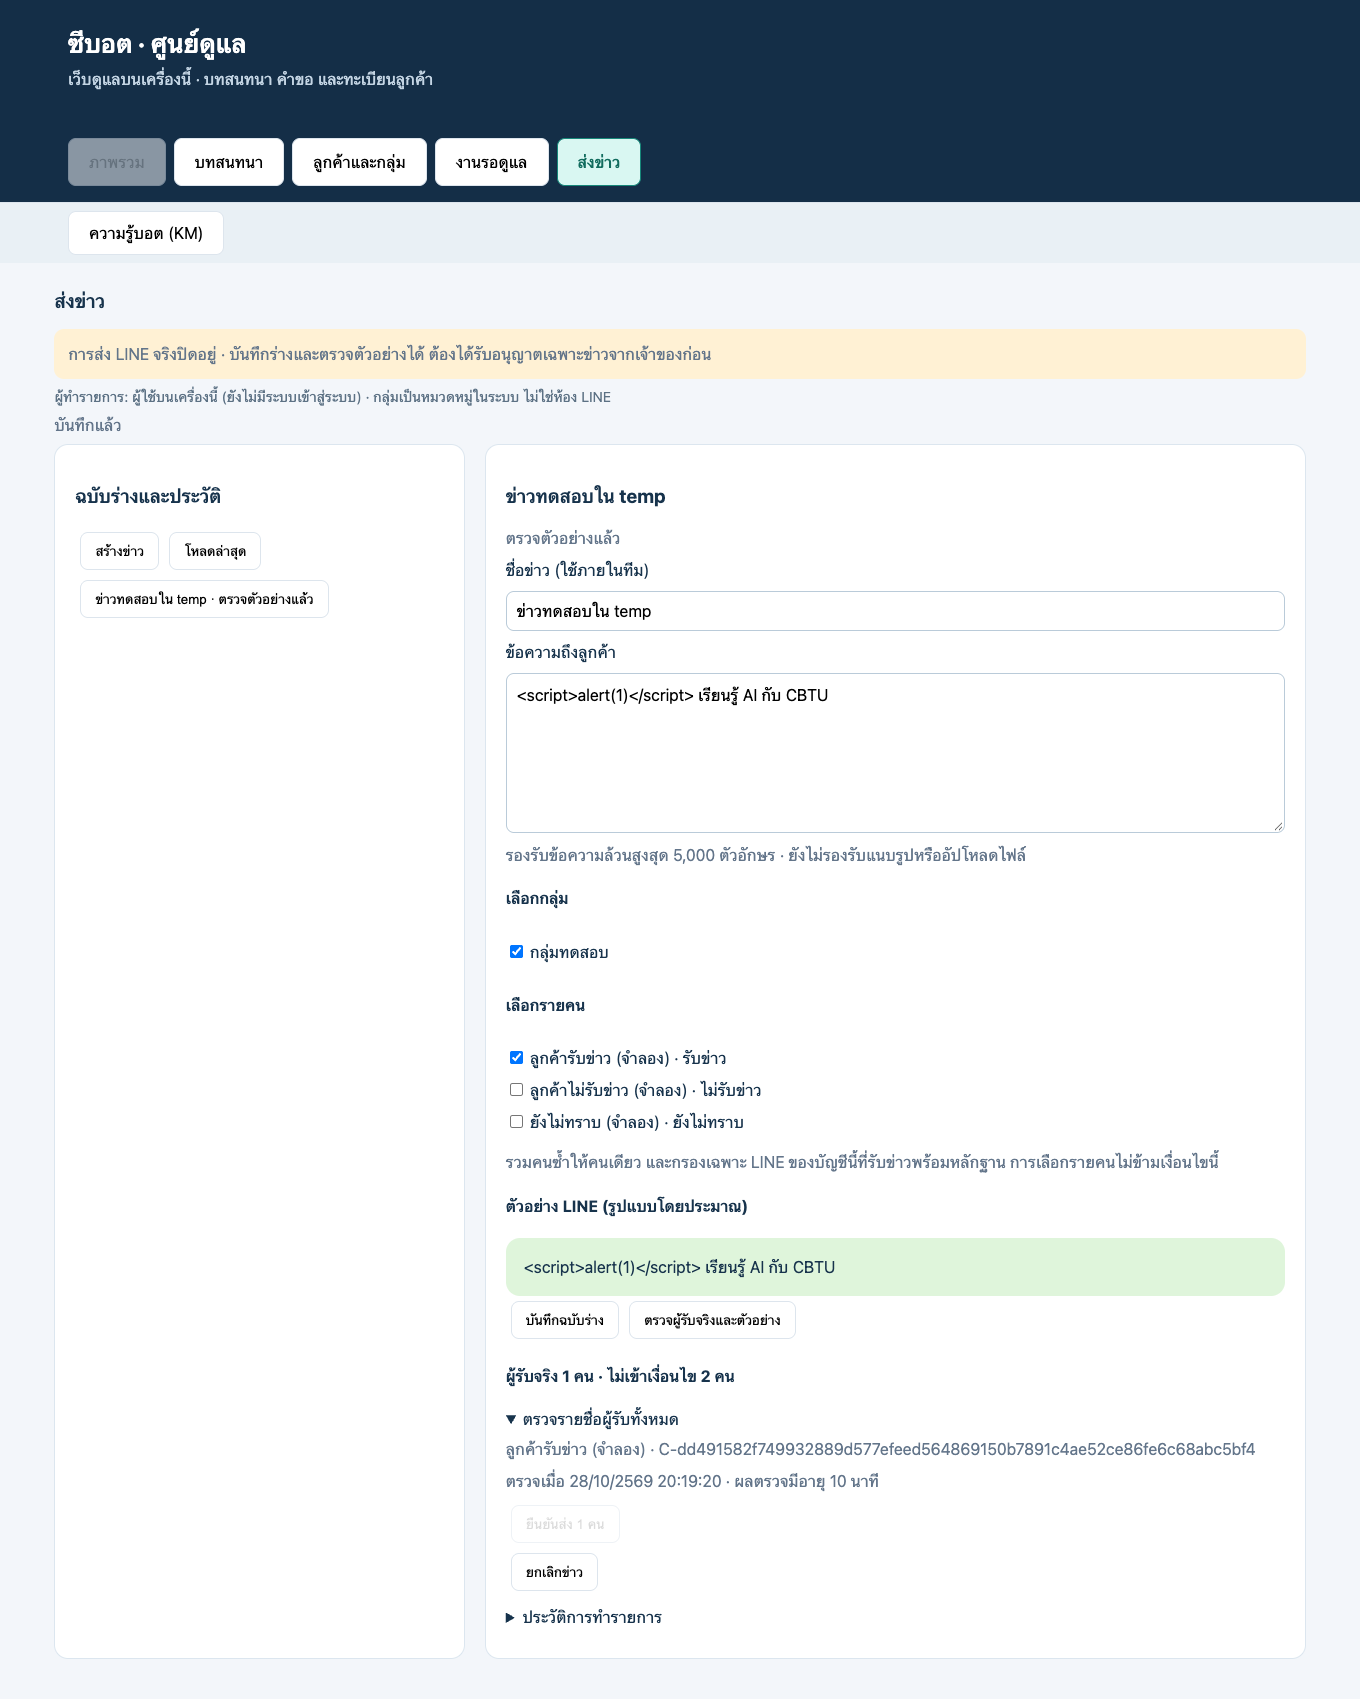 ซีบอต · ศูนย์ดูแล
เว็บดูแลบนเครื่องนี้ · บทสนทนา คำขอ และทะเบียนลูกค้า
ภาพรวม
บทสนทนา
ลูกค้าและกลุ่ม
งานรอดูแล
ส่งข่าว
ความรู้บอต (KM)
ส่งข่าว
การส่ง LINE จริงปิดอยู่ · บันทึกร่างและตรวจตัวอย่างได้ ต้องได้รับอนุญาตเฉพาะข่าวจากเจ้าของก่อน
ผู้ทำรายการ: ผู้ใช้บนเครื่องนี้ (ยังไม่มีระบบเข้าสู่ระบบ) · กลุ่มเป็นหมวดหมู่ในระบบ ไม่ใช่ห้อง LINE
บันทึกแล้ว
ฉบับร่างและประวัติ
สร้างข่าว
โหลดล่าสุด
ข่าวทดสอบใน temp · ตรวจตัวอย่างแล้ว
ข่าวทดสอบใน temp
ตรวจตัวอย่างแล้ว
ชื่อข่าว (ใช้ภายในทีม)
ข่าวทดสอบใน temp
ข้อความถึงลูกค้า
<script>alert(1)</script> เรียนรู้ AI กับ CBTU
รองรับข้อความล้วนสูงสุด 5,000 ตัวอักษร · ยังไม่รองรับแนบรูปหรืออัปโหลดไฟล์
เลือกกลุ่ม
กลุ่มทดสอบ
เลือกรายคน
ลูกค้ารับข่าว (จำลอง) · รับข่าว
ลูกค้าไม่รับข่าว (จำลอง) · ไม่รับข่าว
ยังไม่ทราบ (จำลอง) · ยังไม่ทราบ
รวมคนซ้ำให้คนเดียว และกรองเฉพาะ LINE ของบัญชีนี้ที่รับข่าวพร้อมหลักฐาน การเลือกรายคนไม่ข้ามเงื่อนไขนี้
ตัวอย่าง LINE (รูปแบบโดยประมาณ)
<script>alert(1)</script> เรียนรู้ AI กับ CBTU
บันทึกฉบับร่าง
ตรวจผู้รับจริงและตัวอย่าง
ผู้รับจริง 1 คน · ไม่เข้าเงื่อนไข 2 คน
▼ ตรวจรายชื่อผู้รับทั้งหมด
ลูกค้ารับข่าว (จำลอง) · C-dd491582f749932889d577efeed564869150b7891c4ae52ce86fe6c68abc5bf4
ตรวจเมื่อ 28/10/2569 20:19:20 · ผลตรวจมีอายุ 10 นาที
ยืนยันส่ง 1 คน
ยกเลิกข่าว
▶ ประวัติการทำรายการ